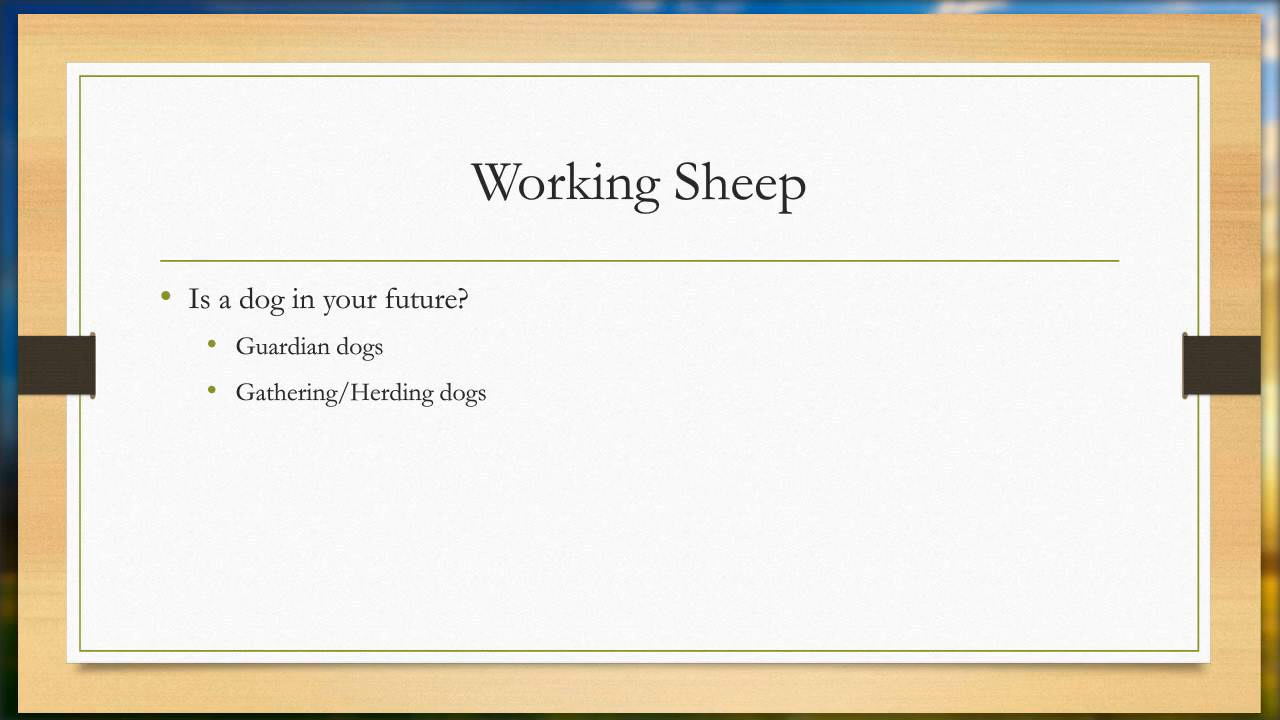 Working Sheep
• Is a dog in your future?
• Guardian dogs
• Gathering/Herding dogs